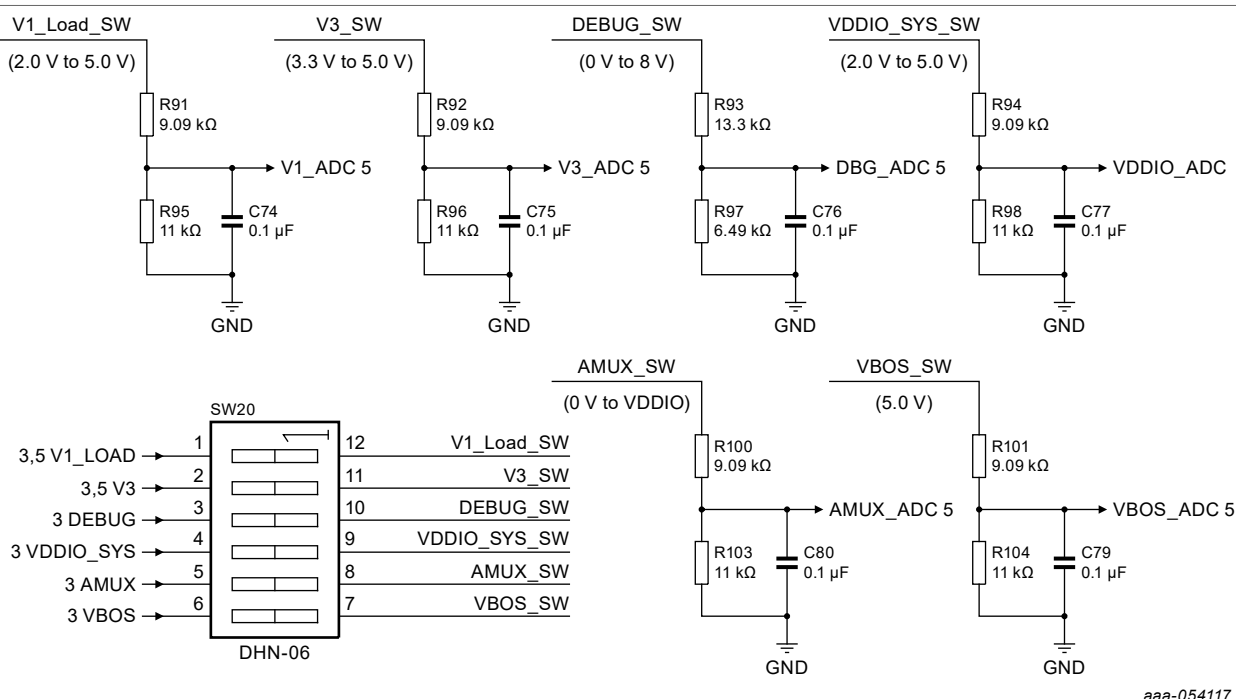 V1_Load_SW
(2.0 V to 5.0 V)
R91
9.09 kΩ
V1_ADC 5
R95
11 kΩ
C74
0.1 µF
GND
V3_SW
(3.3 V to 5.0 V)
R92
9.09 kΩ
V3_ADC 5
R96
11 kΩ
C75
0.1 µF
GND
DEBUG_SW
(0 V to 8 V)
R93
13.3 kΩ
DBG_ADC 5
R97
6.49 kΩ
C76
0.1 µF
GND
VDDIO_SYS_SW
(2.0 V to 5.0 V)
R94
9.09 kΩ
VDDIO_ADC
R98
11 kΩ
C77
0.1 µF
GND
SW20
3,5 V1_LOAD 1 12 V1_Load_SW
3,5 V3 2 11 V3_SW
3 DEBUG 3 10 DEBUG_SW
3 VDDIO_SYS 4 9 VDDIO_SYS_SW
3 AMUX 5 8 AMUX_SW
3 VBOS 6 7 VBOS_SW
DHN-06
AMUX_SW
(0 V to VDDIO)
R100
9.09 kΩ
AMUX_ADC 5
R103
11 kΩ
C80
0.1 µF
GND
VBOS_SW
(5.0 V)
R101
9.09 kΩ
VBOS_ADC 5
R104
11 kΩ
C79
0.1 µF
GND
aaa-054117